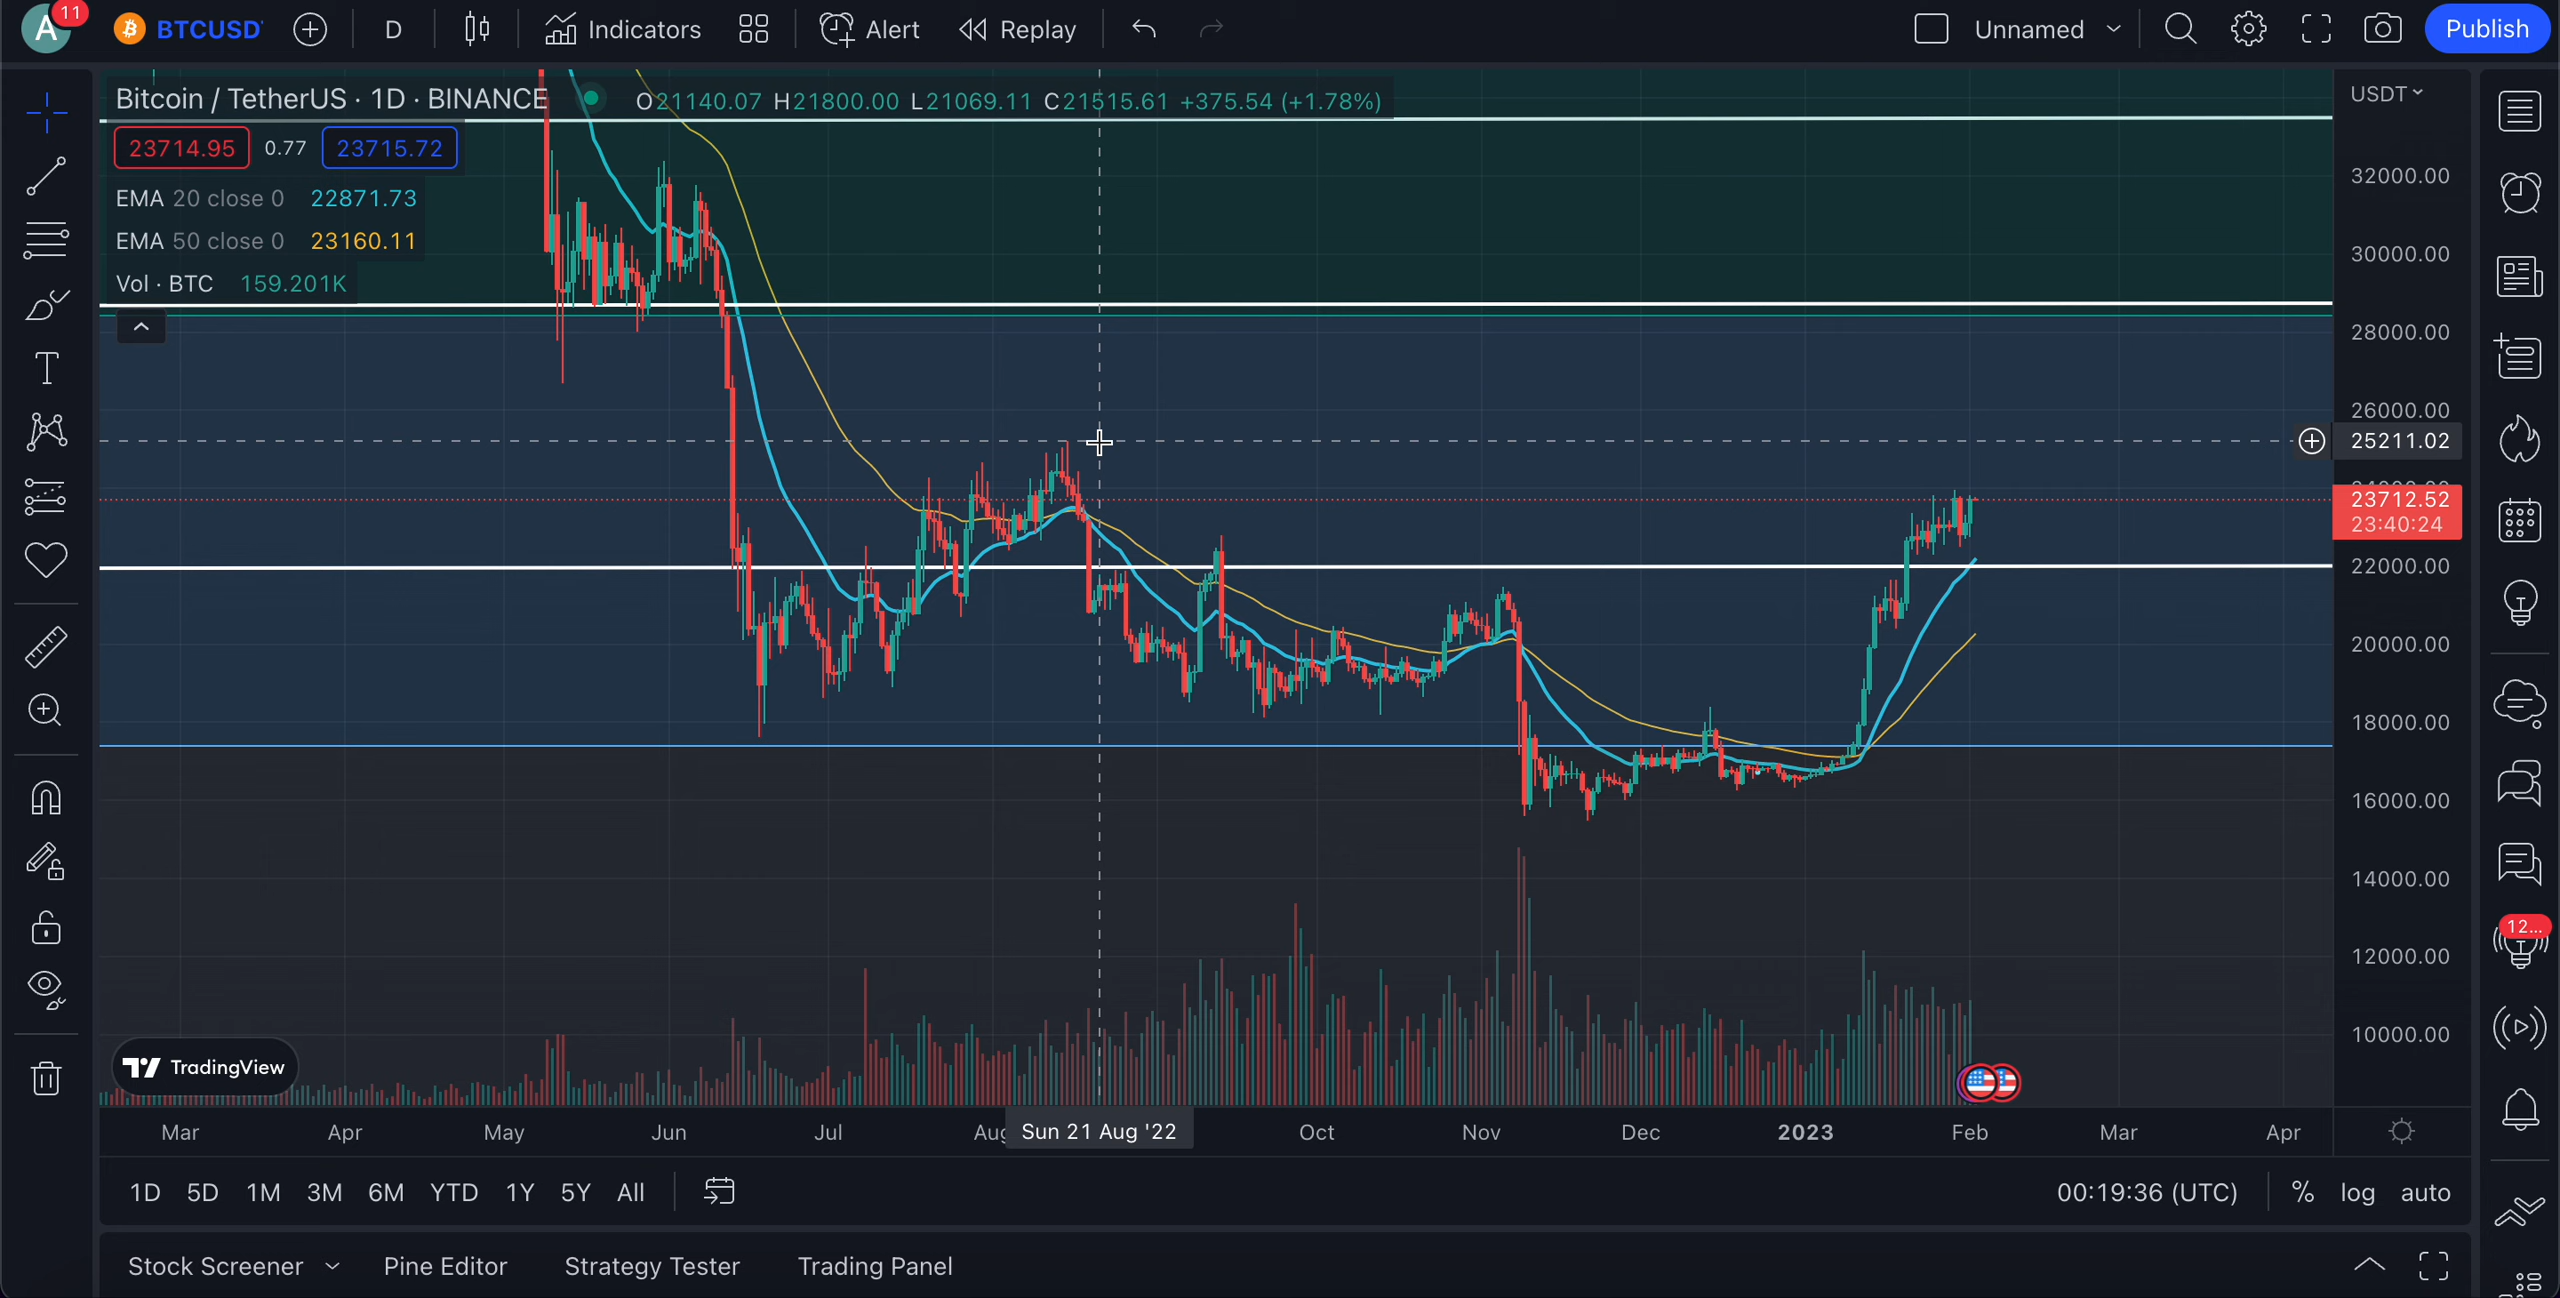 A
11
BTCUSD
D
Indicators
Alert
Replay
Unnamed
Publish
Bitcoin / TetherUS · 1D · BINANCE
O21140.07 H21800.00 L21069.11 C21515.61 +375.54 (+1.78%)
USDT
23714.95
0.77
23715.72
EMA 20 close 0 22871.73
EMA 50 close 0 23160.11
Vol · BTC 159.201K
32000.00
30000.00
28000.00
26000.00
25211.02
23712.52
23:40:24
22000.00
20000.00
18000.00
16000.00
14000.00
12000.00
10000.00
12...
TradingView
Mar
Apr
May
Jun
Jul
Aug
Sun 21 Aug '22
Oct
Nov
Dec
2023
Feb
Mar
Apr
1D 5D 1M 3M 6M YTD 1Y 5Y All
00:19:36 (UTC)
% log auto
Stock Screener
Pine Editor
Strategy Tester
Trading Panel